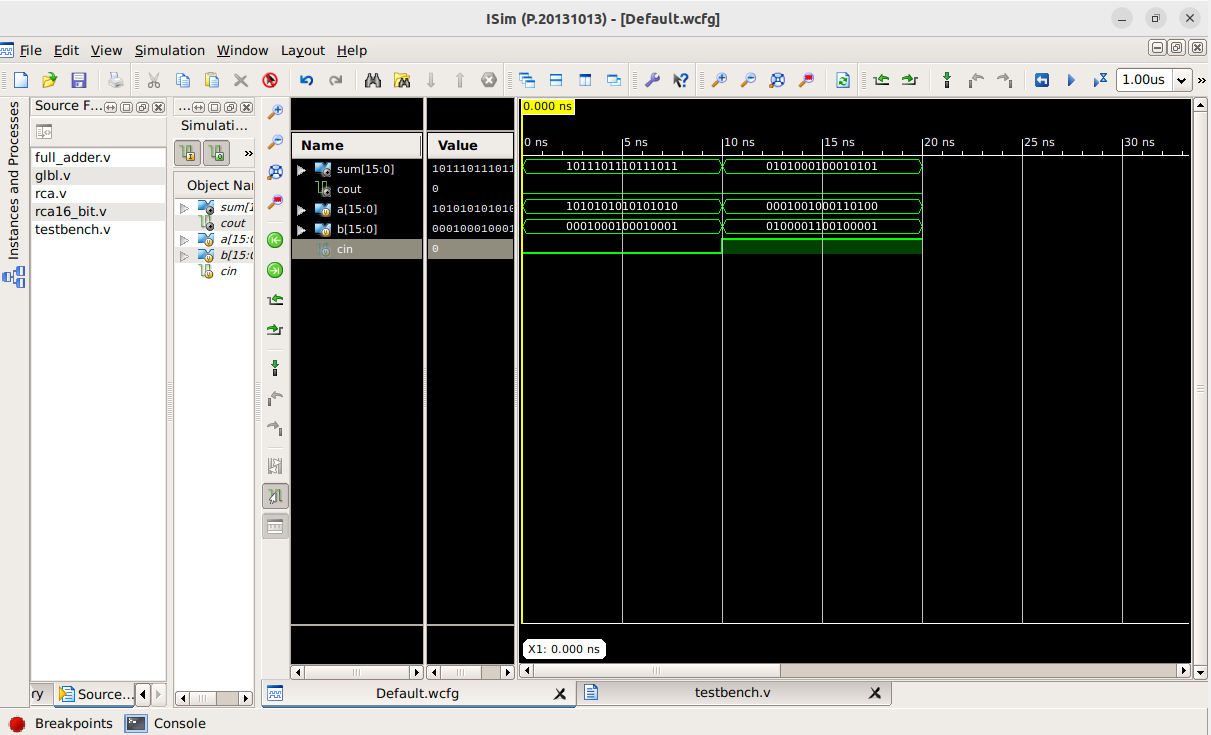 ISim (P.20131013) - [Default.wcfg]
File Edit View Simulation Window Layout Help
1.00us »
Instances and Processes
Source F...
full_adder.v
glbl.v
rca.v
rca16_bit.v
testbench.v
ry Source...
...
Simulati...
»
Object Nar
sum[1
cout
a[15:0
b[15:0
cin
Name Value
sum[15:0] 101110111011
cout 0
a[15:0] 101010101010
b[15:0] 000100010001
cin 0
0.000 ns
0 ns 5 ns 10 ns 15 ns 20 ns 25 ns 30 ns
1011101110111011 0101000100010101
1010101010101010 0001001000110100
0001000100010001 0100001100100001
X1: 0.000 ns
Default.wcfg testbench.v
Breakpoints Console